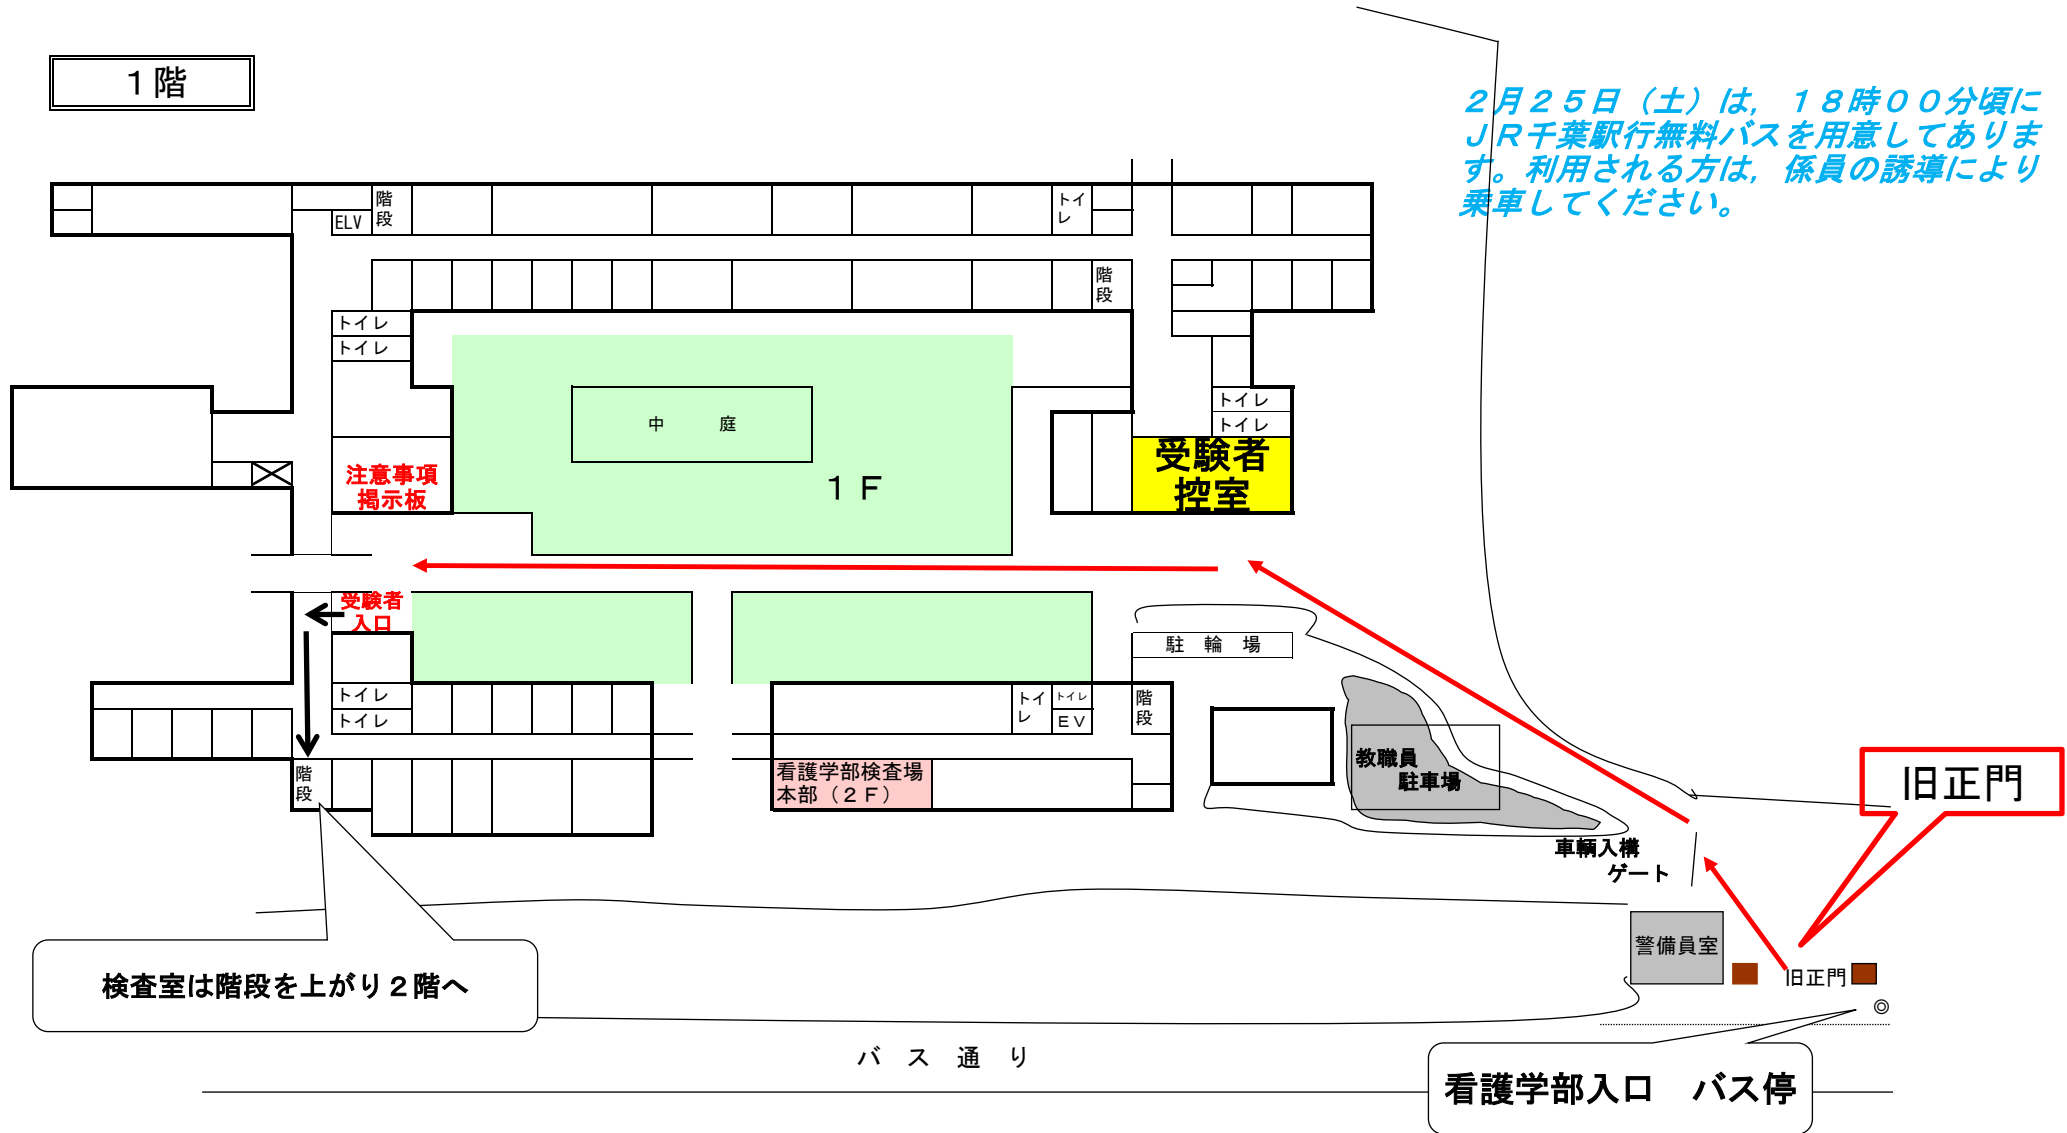 １階
２月２５日（土）は，１８時００分頃に
ＪＲ千葉駅行無料バスを用意してありま
す。利用される方は，係員の誘導により
乗車してください。
階
段
ELV
トイ
レ
階
段
トイレ
トイレ
中　庭
１Ｆ
トイレ
トイレ
受験者
控室
注意事項
掲示板
受験者
入口
駐　輪　場
トイレ
トイレ
トイ
レ
トイレ
ＥＶ
階
段
階
段
看護学部検査場
本部（２Ｆ）
教職員
駐車場
旧正門
車輌入構
ゲート
警備員室
旧正門
◎
検査室は階段を上がり２階へ
バ　ス　通　り
看護学部入口　バス停